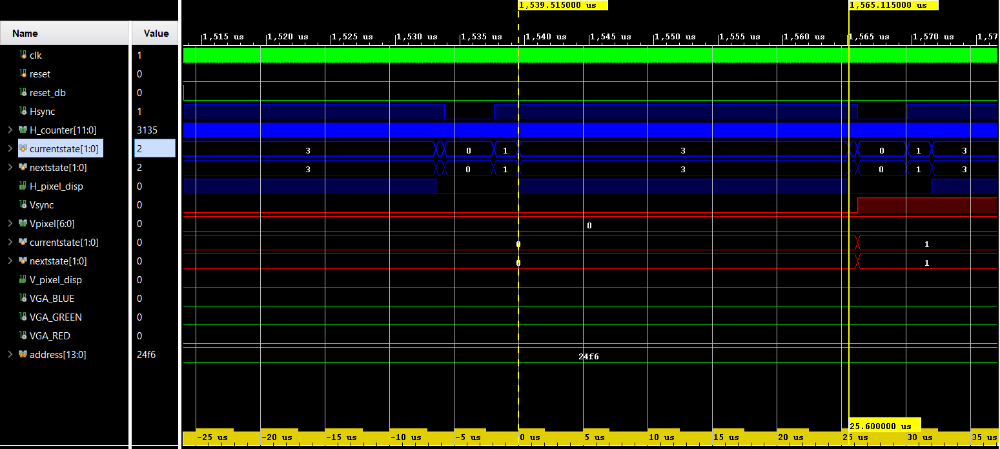 1,539.515000 us 1,565.115000 us
Name Value 1,515 us 1,520 us 1,525 us 1,530 us 1,535 us 1,540 us 1,545 us 1,550 us 1,555 us 1,560 us 1,565 us 1,570 us 1,57
clk 1
reset 0
reset_db 0
Hsync 1
H_counter[11:0] 3135
currentstate[1:0] 2 3 0 1 3 0 1 3
nextstate[1:0] 2 3 0 1 3 0 1 3
H_pixel_disp 0
Vsync 0
Vpixel[6:0] 0 0
currentstate[1:0] 0 0 1
nextstate[1:0] 0 0 1
V_pixel_disp 0
VGA_BLUE 0
VGA_GREEN 0
VGA_RED 0
address[13:0] 24f6 24f6
25.600000 us
-25 us -20 us -15 us -10 us -5 us 0 us 5 us 10 us 15 us 20 us 25 us 30 us 35 us